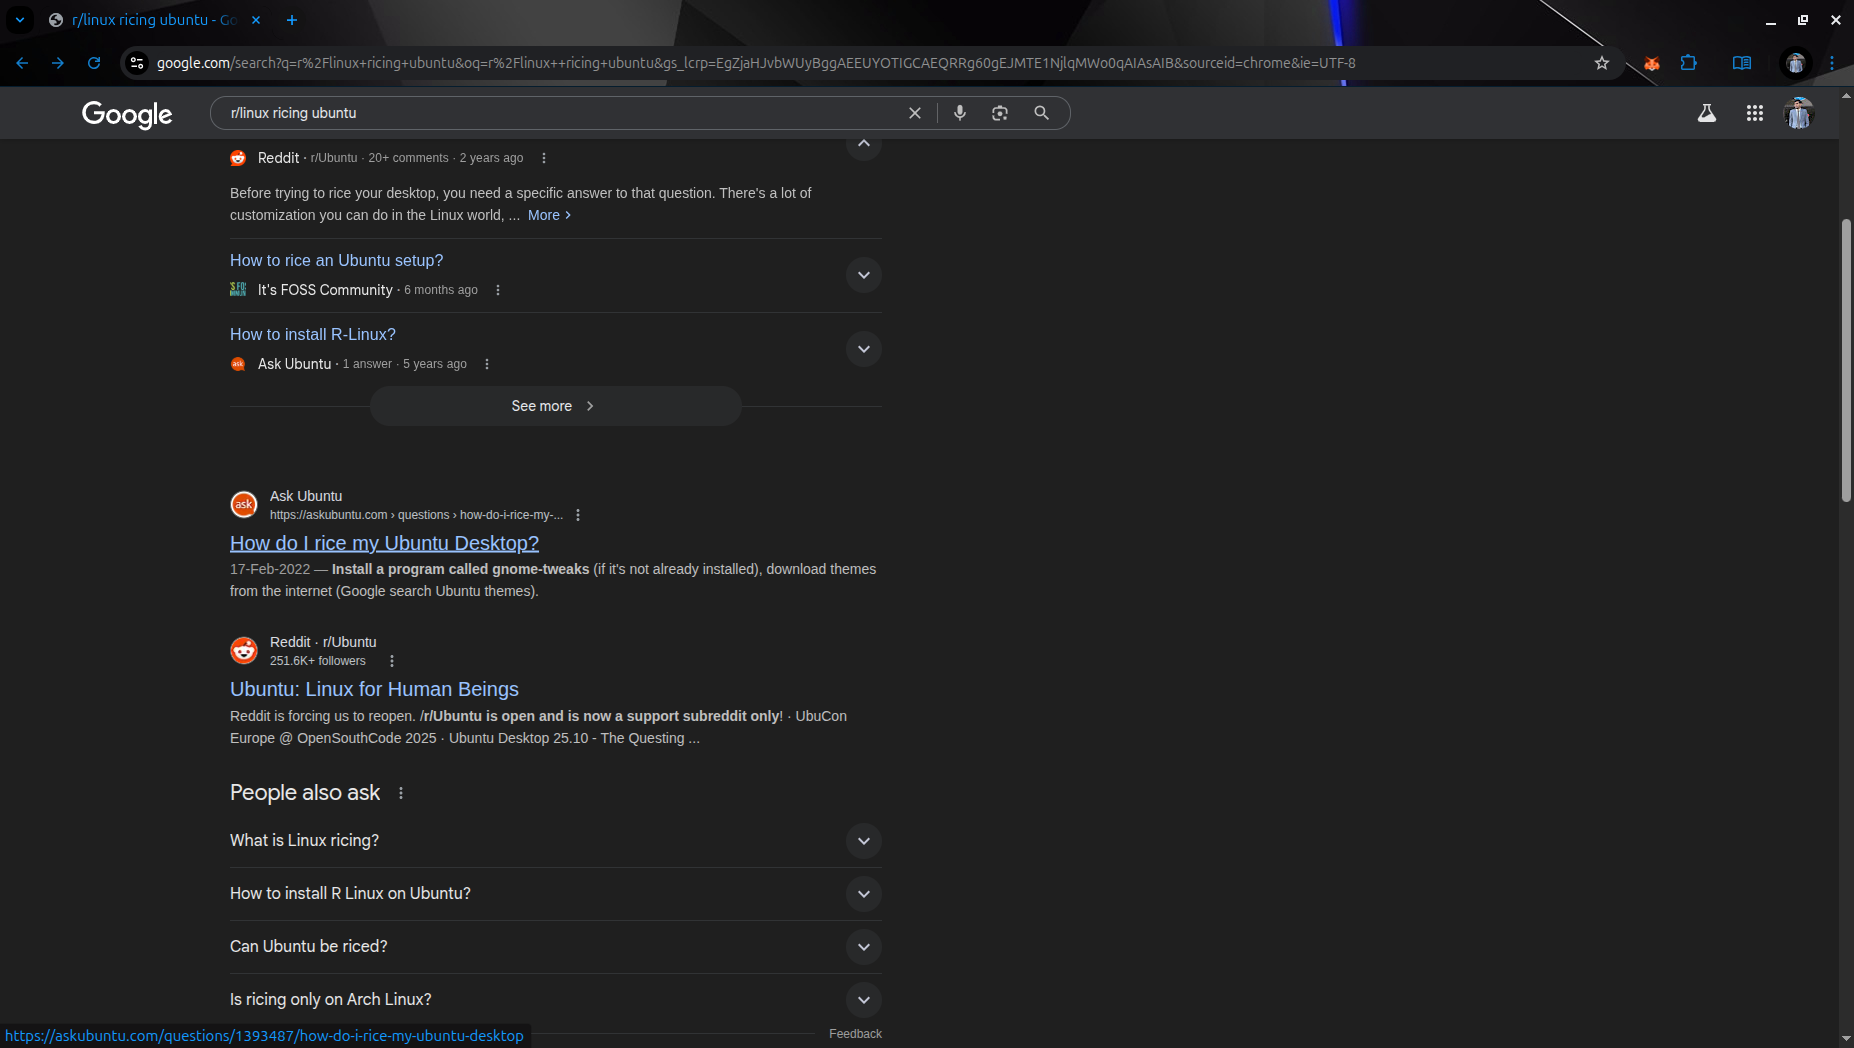 r/linux ricing ubuntu - Go
google.com/search?q=r%2Flinux+ricing+ubuntu&oq=r%2Flinux++ricing+ubuntu&gs_lcrp=EgZjaHJvbWUyBggAEEUYOTIGCAEQRRg60gEJMTE1NjlqMWo0qAIAsAIB&sourceid=chrome&ie=UTF-8
Google
r/linux ricing ubuntu
Reddit · r/Ubuntu · 20+ comments · 2 years ago
Before trying to rice your desktop, you need a specific answer to that question. There's a lot of
customization you can do in the Linux world, ... More
How to rice an Ubuntu setup?
It's FOSS Community · 6 months ago
How to install R-Linux?
ask
Ask Ubuntu · 1 answer · 5 years ago
See more
ask
Ask Ubuntu
https://askubuntu.com › questions › how-do-i-rice-my-...
How do I rice my Ubuntu Desktop?
17-Feb-2022 — Install a program called gnome-tweaks (if it's not already installed), download themes
from the internet (Google search Ubuntu themes).
Reddit · r/Ubuntu
251.6K+ followers
Ubuntu: Linux for Human Beings
Reddit is forcing us to reopen. /r/Ubuntu is open and is now a support subreddit only! · UbuCon
Europe @ OpenSouthCode 2025 · Ubuntu Desktop 25.10 - The Questing ...
People also ask
What is Linux ricing?
How to install R Linux on Ubuntu?
Can Ubuntu be riced?
Is ricing only on Arch Linux?
Feedback
https://askubuntu.com/questions/1393487/how-do-i-rice-my-ubuntu-desktop